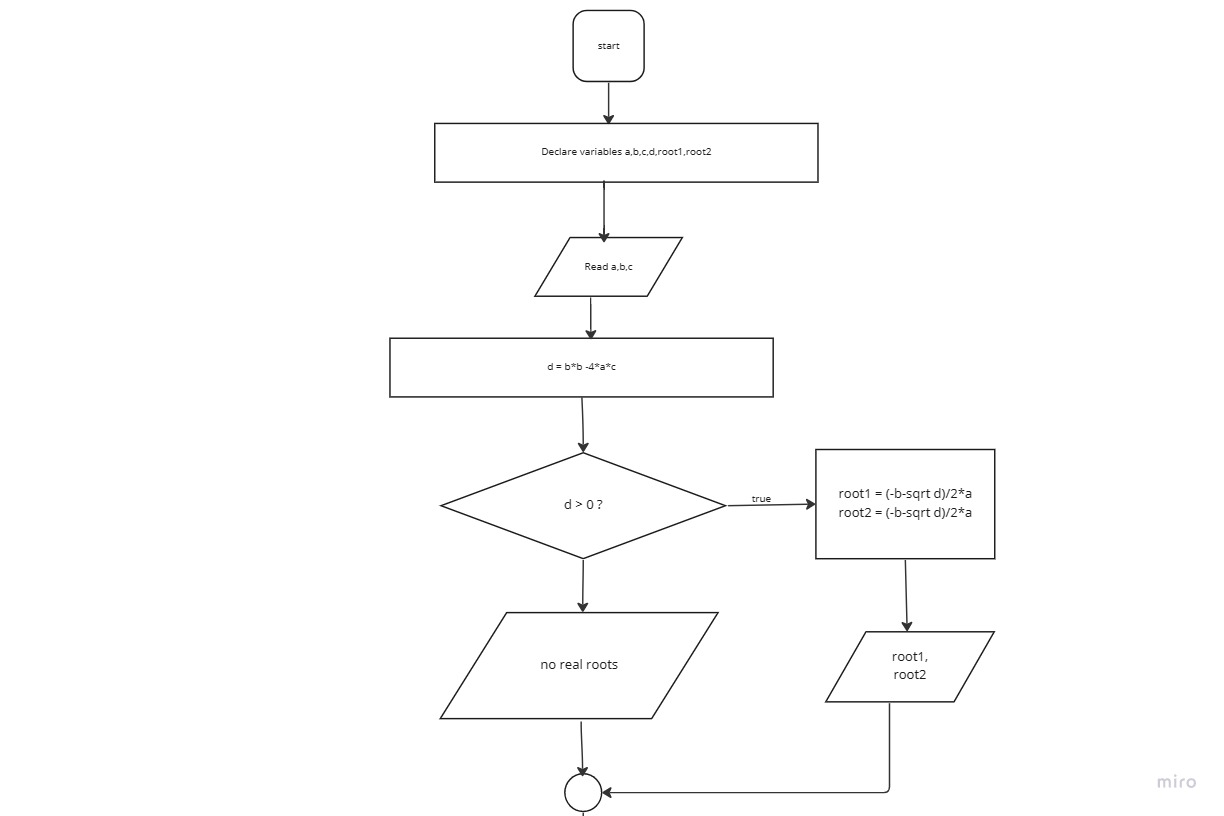 start
Declare variables a,b,c,d,root1,root2
Read a,b,c
d = b*b -4*a*c
d > 0 ?
true
root1 = (-b-sqrt d)/2*a
root2 = (-b-sqrt d)/2*a
no real roots
root1,
root2
miro